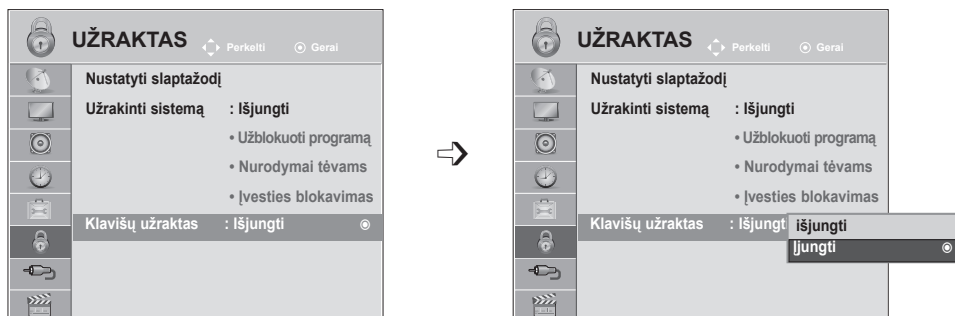 UŽRAKTAS Perkelti Gerai
Nustatyti slaptažodį
Užrakinti sistemą : Išjungti
• Užblokuoti programą
• Nurodymai tėvams
• Įvesties blokavimas
Klavišų užraktas : Išjungti
UŽRAKTAS Perkelti Gerai
Nustatyti slaptažodį
Užrakinti sistemą : Išjungti
• Užblokuoti programą
• Nurodymai tėvams
• Įvesties blokavimas
Klavišų užraktas : Išjungt
išjungti
Įjungti